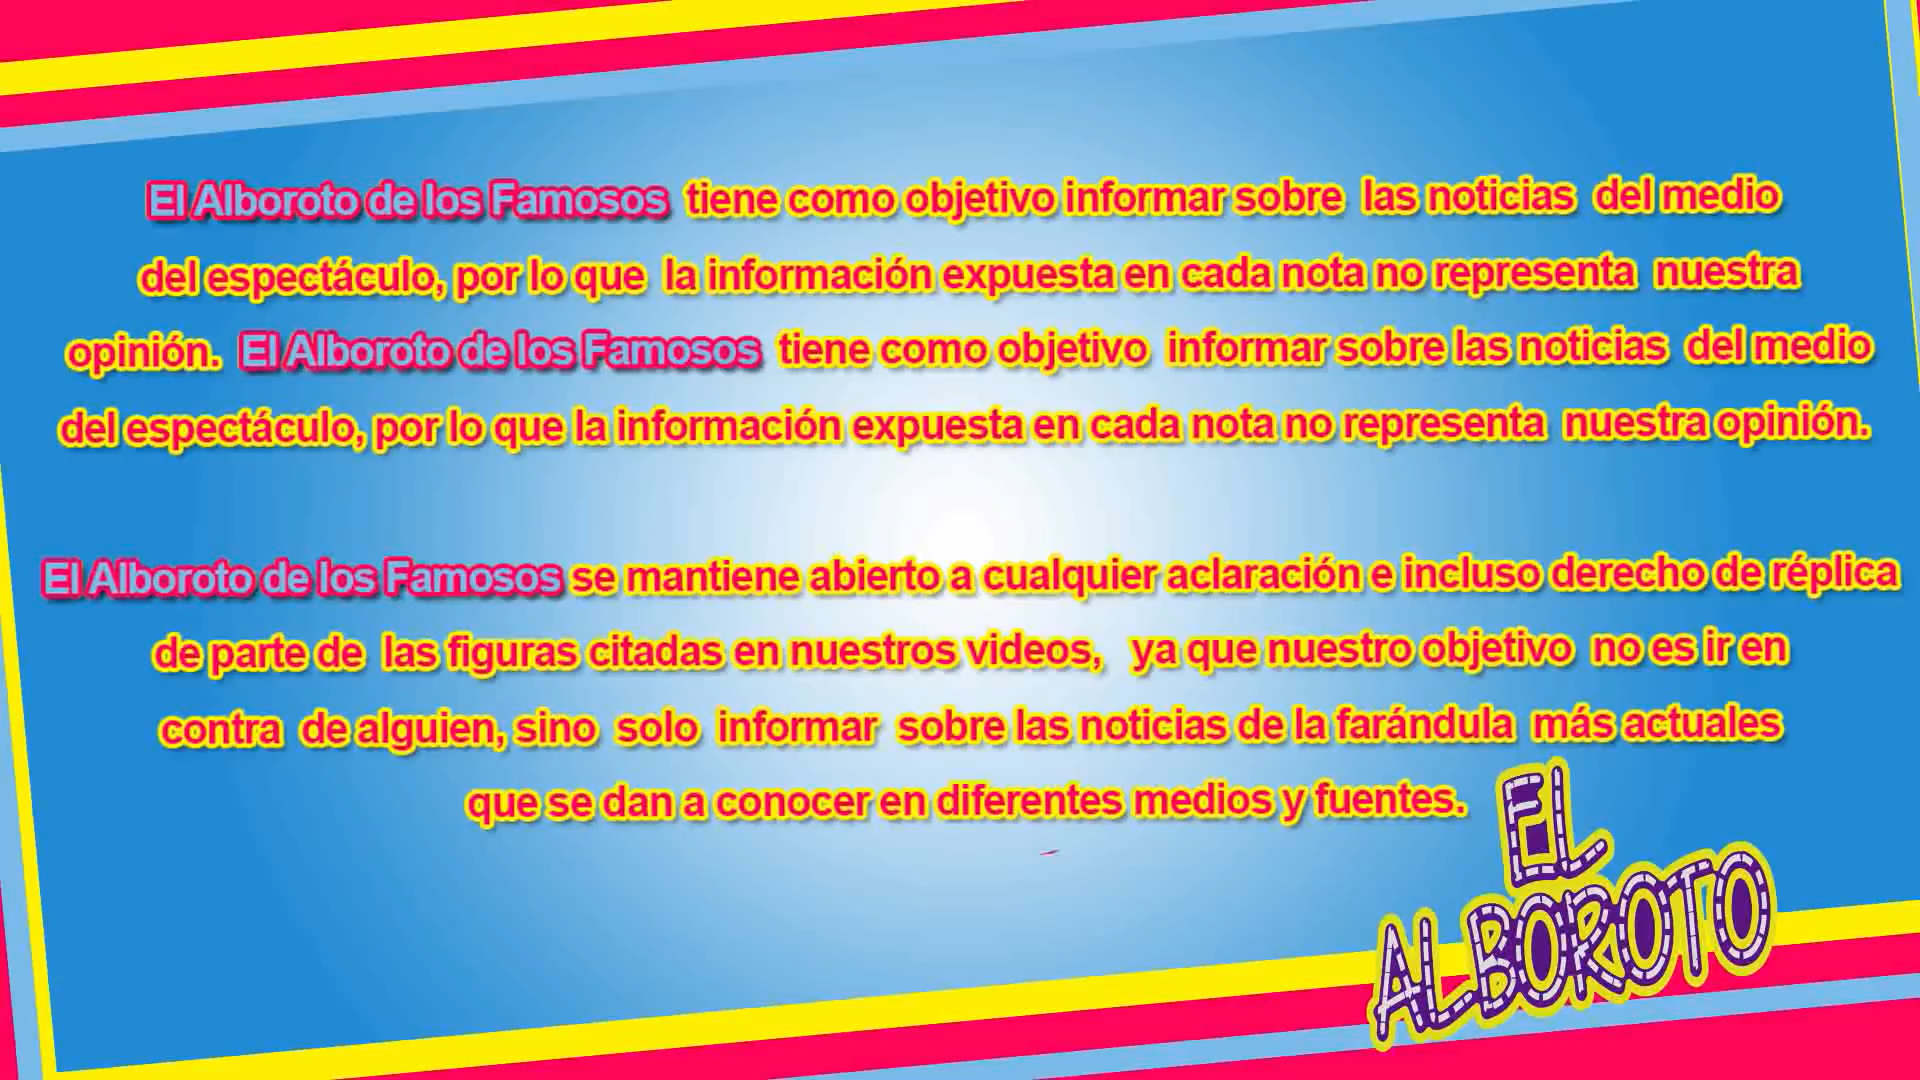 El Alboroto de los Famosos tiene como objetivo informar sobre las noticias del medio
del espectáculo, por lo que la información expuesta en cada nota no representa nuestra
opinión. El Alboroto de los Famosos tiene como objetivo informar sobre las noticias del medio
del espectáculo, por lo que la información expuesta en cada nota no representa nuestra opinión.
El Alboroto de los Famosos se mantiene abierto a cualquier aclaración e incluso derecho de réplica
de parte de las figuras citadas en nuestros videos, ya que nuestro objetivo no es ir en
contra de alguien, sino solo informar sobre las noticias de la farándula más actuales
que se dan a conocer en diferentes medios y fuentes.
EL
ALBOROTO